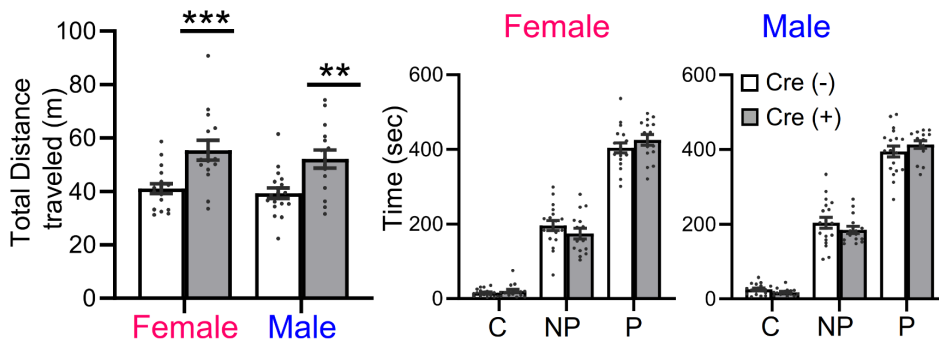 Total Distance
traveled (m)
100
80
60
40
20
0
***
**
Female
Male
Female
Time (sec)
600
400
200
0
C NP P
Male
600
400
200
0
Cre (-)
Cre (+)
C NP P